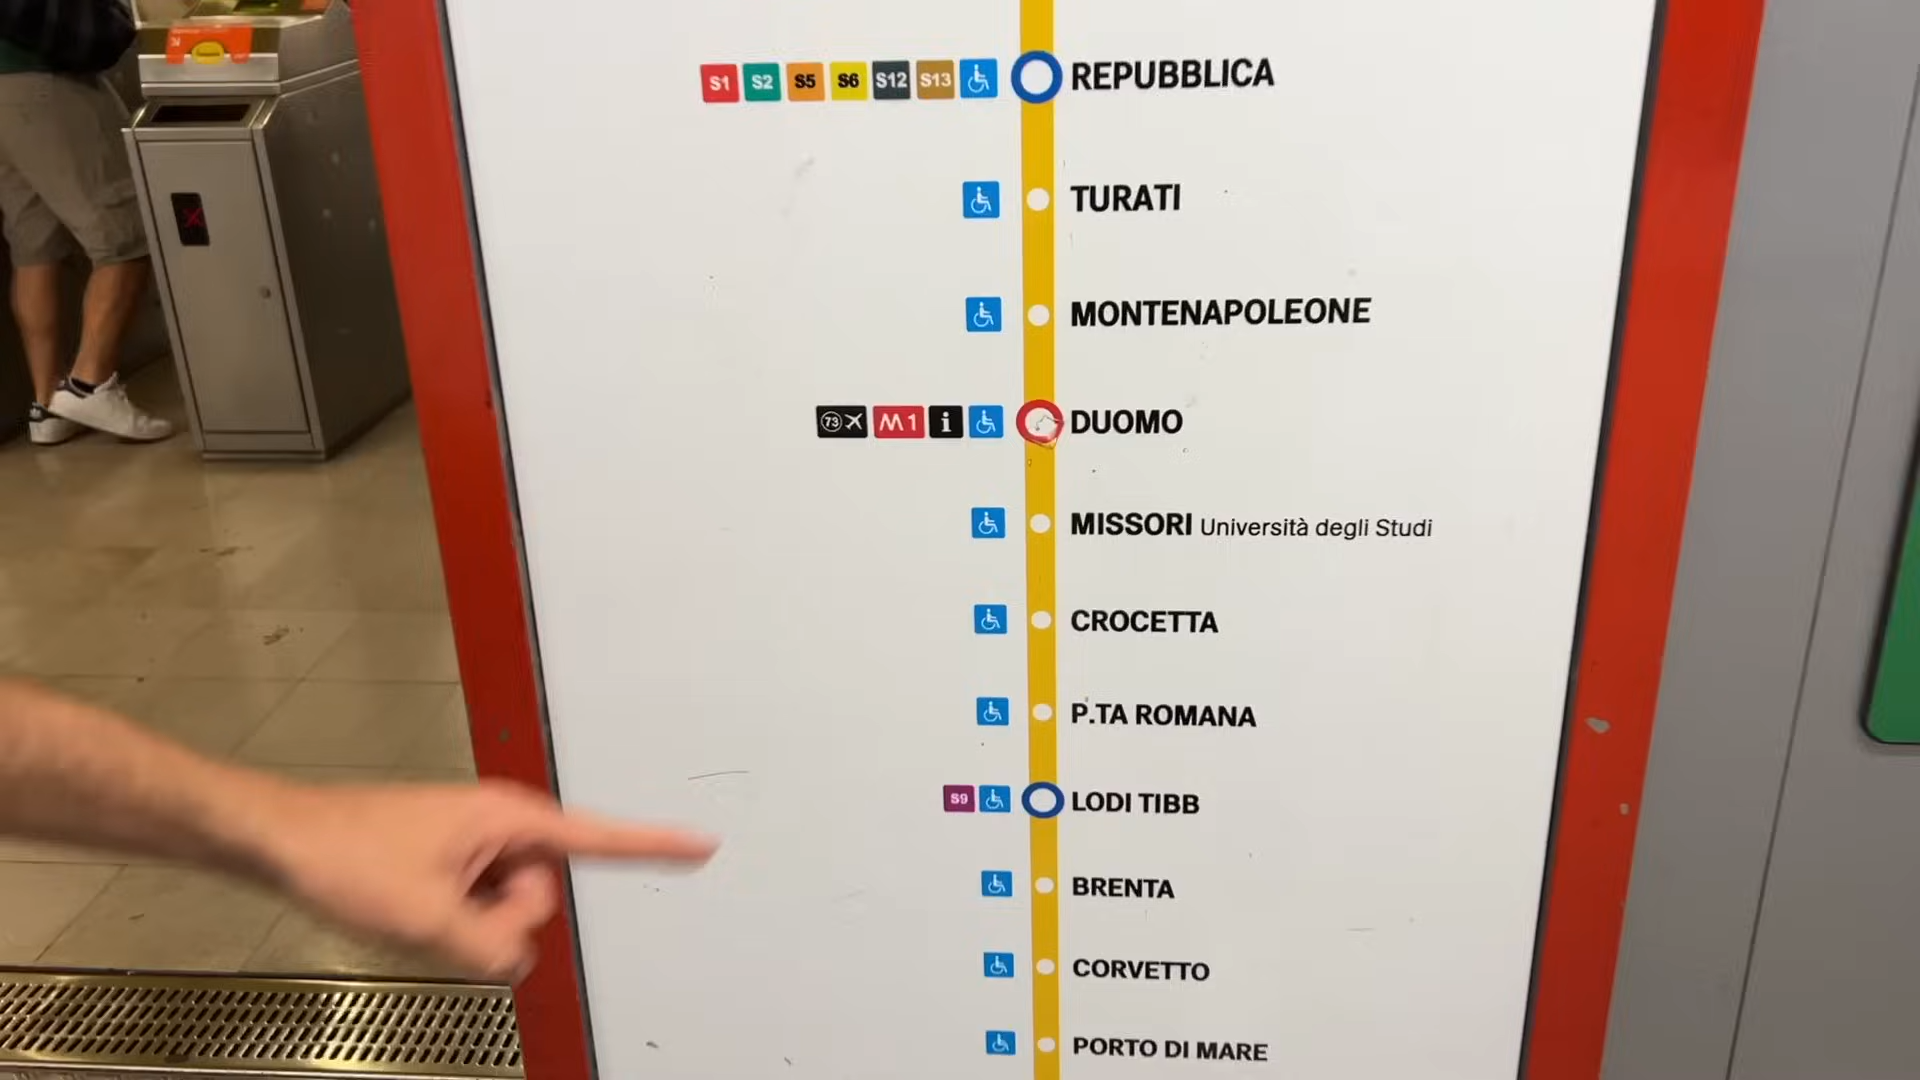 S1 S2 S5 S6 S12 S13 REPUBBLICA
TURATI
MONTENAPOLEONE
73 M1 i DUOMO
MISSORI Università degli Studi
CROCETTA
P.TA ROMANA
S9 LODI TIBB
BRENTA
CORVETTO
PORTO DI MARE